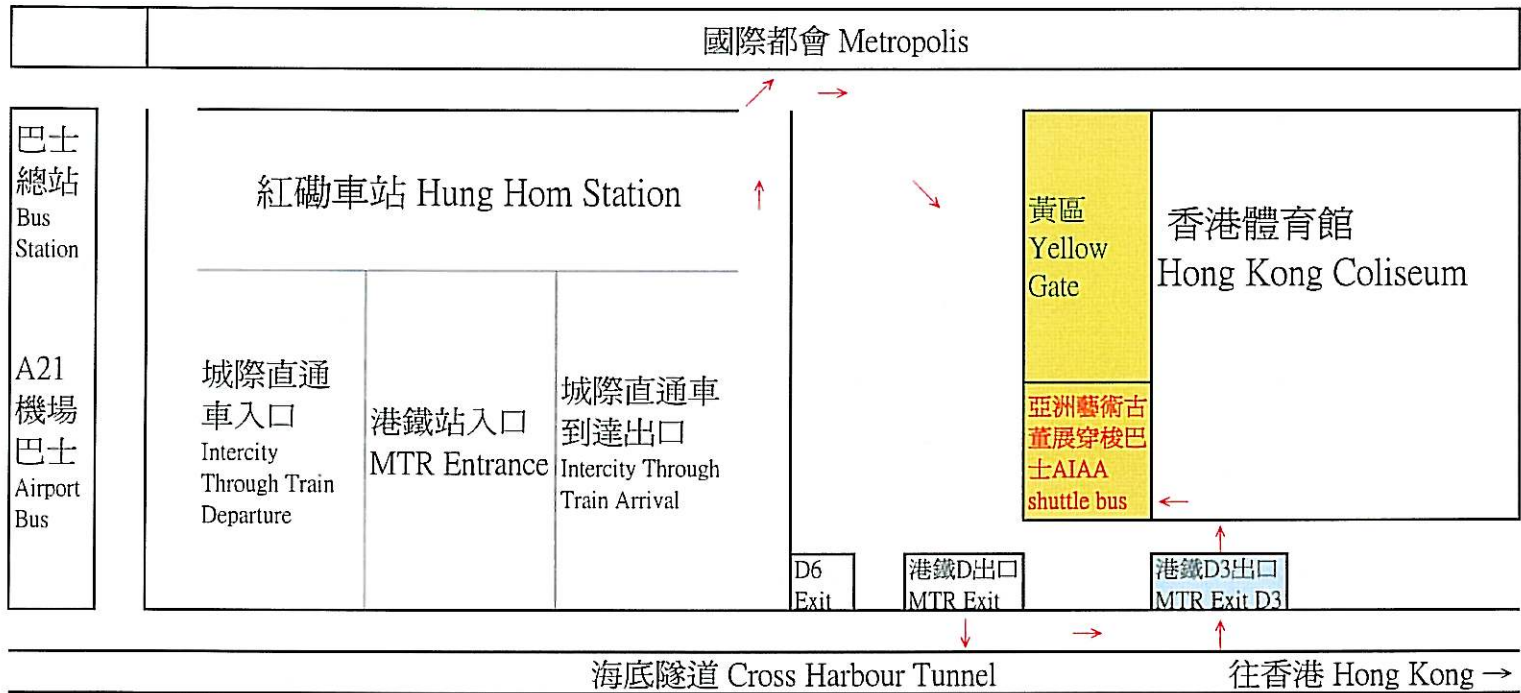 國際都會 Metropolis
巴士
總站
Bus
Station
A21
機場
巴士
Airport
Bus
紅磡車站 Hung Hom Station
城際直通
車入口
Intercity
Through Train
Departure
港鐵站入口
MTR Entrance
城際直通車
到達出口
Intercity Through
Train Arrival
黃區
Yellow
Gate
香港體育館
Hong Kong Coliseum
亞洲藝術古
董展穿梭巴
士AIAA
shuttle bus
D6
Exit
港鐵D出口
MTR Exit
港鐵D3出口
MTR Exit D3
海底隧道 Cross Harbour Tunnel
往香港 Hong Kong →